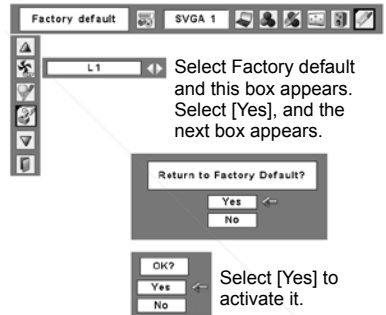 Factory default SVGA 1
L1
Select Factory default
and this box appears.
Select [Yes], and the
next box appears.
Return to Factory Default?
Yes
No
OK?
Yes
No
Select [Yes] to
activate it.